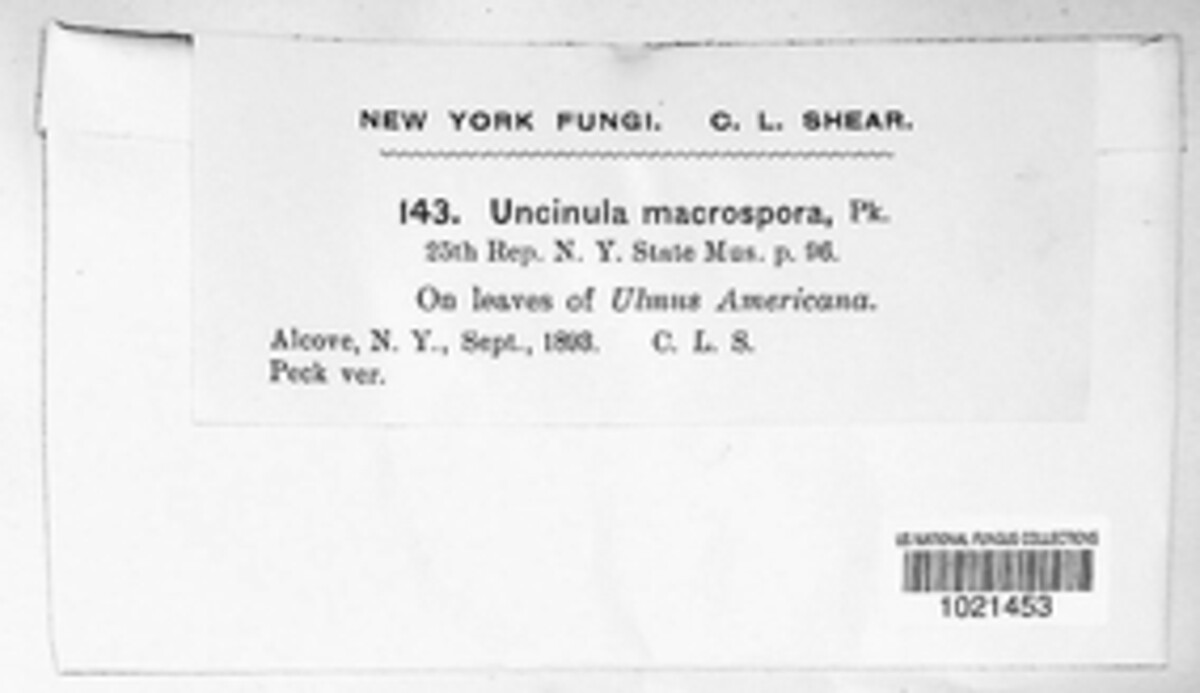 NEW YORK FUNGI. C. L. SHEAR.
143. Uncinula macrospora, Pk.
25th Rep. N. Y. State Mus. p. 96.
On leaves of Ulmus Americana.
Alcove, N. Y., Sept., 1893. C. L. S.
Peck ver.
US NATIONAL FUNGUS COLLECTIONS
1021453